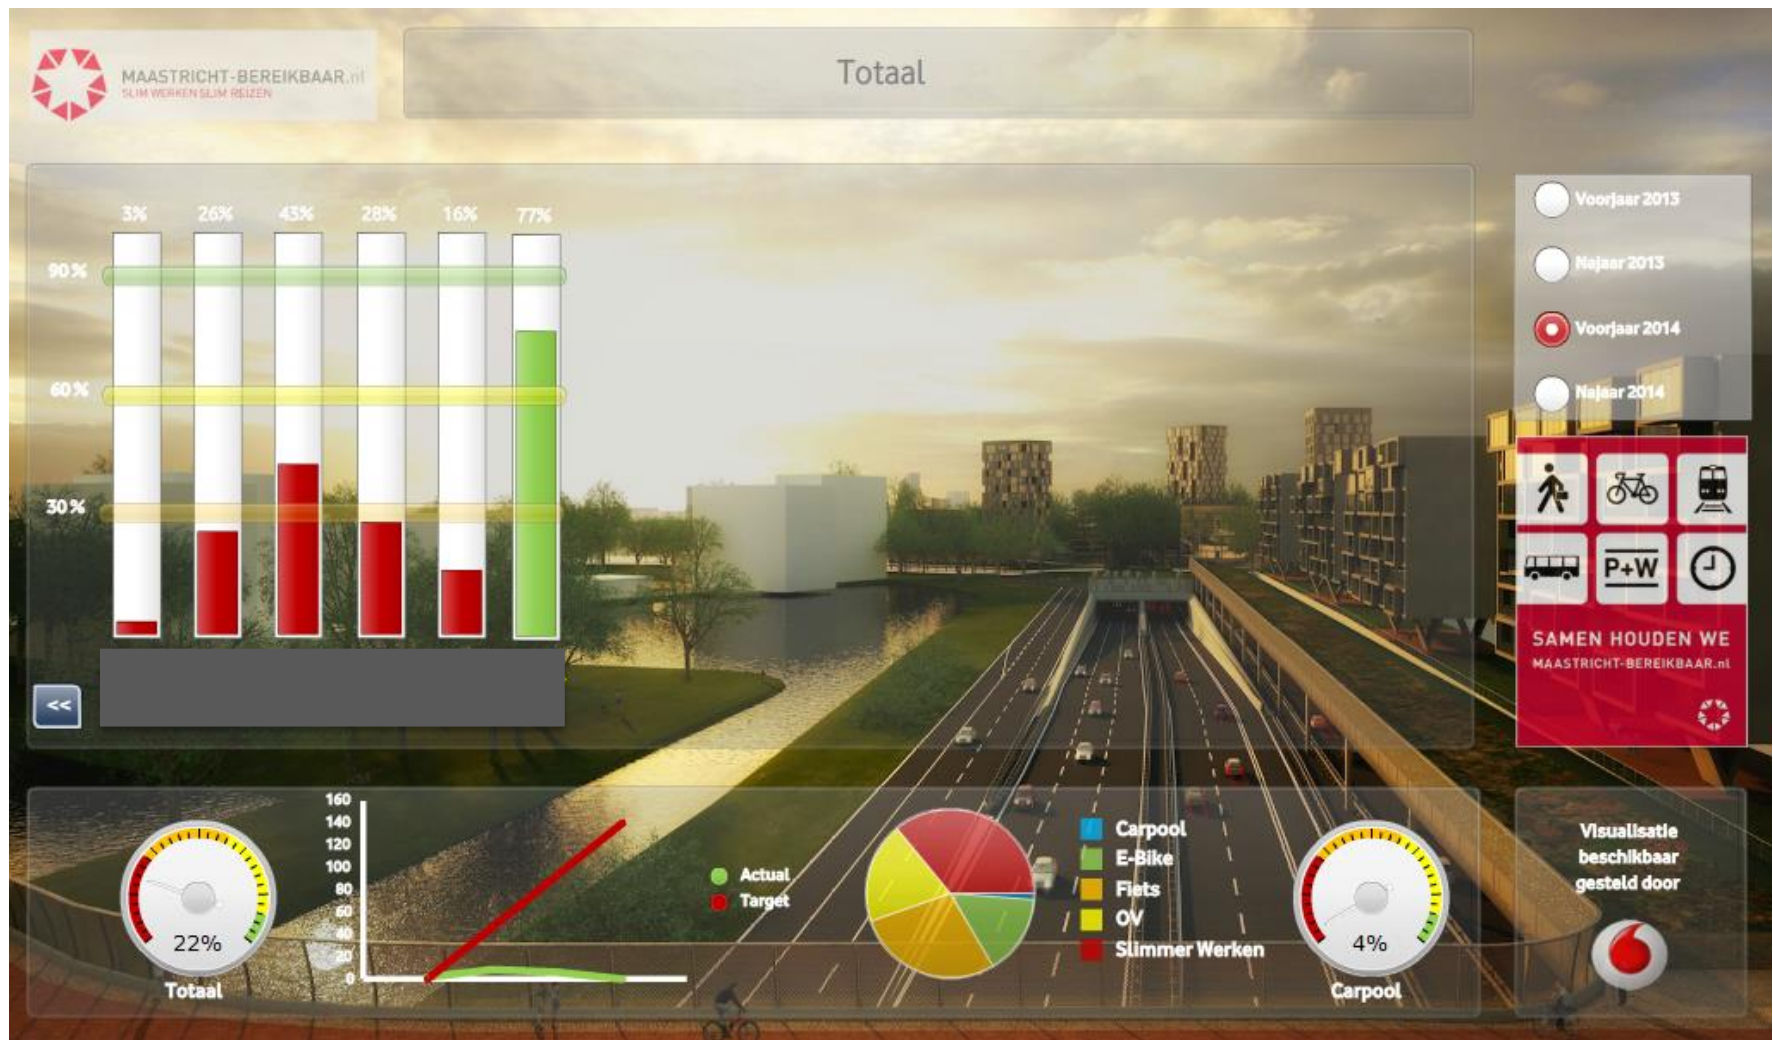 MAASTRICHT-BEREIKBAAR.nl
SLIM WERKEN SLIM REIZEN
Totaal
3% 26% 43% 28% 16% 77%
90%
60%
30%
<<
Voorjaar 2013
Najaar 2013
Voorjaar 2014
Najaar 2014
P+W
SAMEN HOUDEN WE
MAASTRICHT-BEREIKBAAR.nl
22%
Totaal
160
140
120
100
80
60
40
20
0
Actual
Target
Carpool
E-Bike
Fiets
OV
Slimmer Werken
4%
Carpool
Visualisatie
beschikbaar
gesteld door